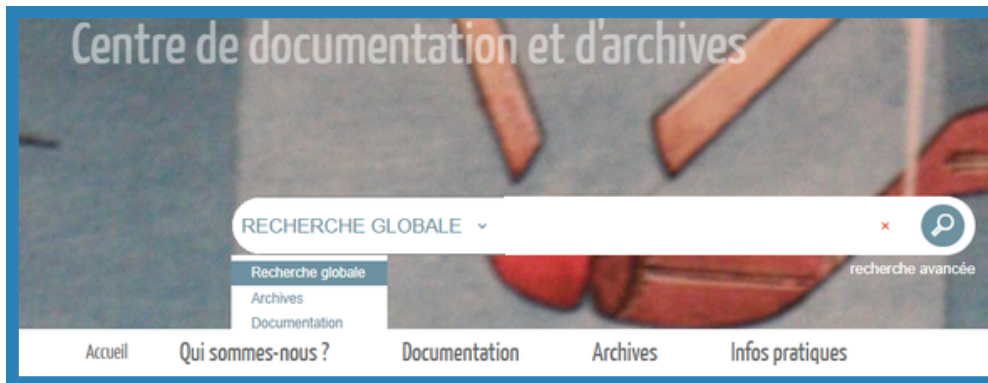 Centre de documentation et d'archives
RECHERCHE GLOBALE
recherche avancée
Recherche globale
Archives
Documentation
Accueil Qui sommes-nous ? Documentation Archives Infos pratiques